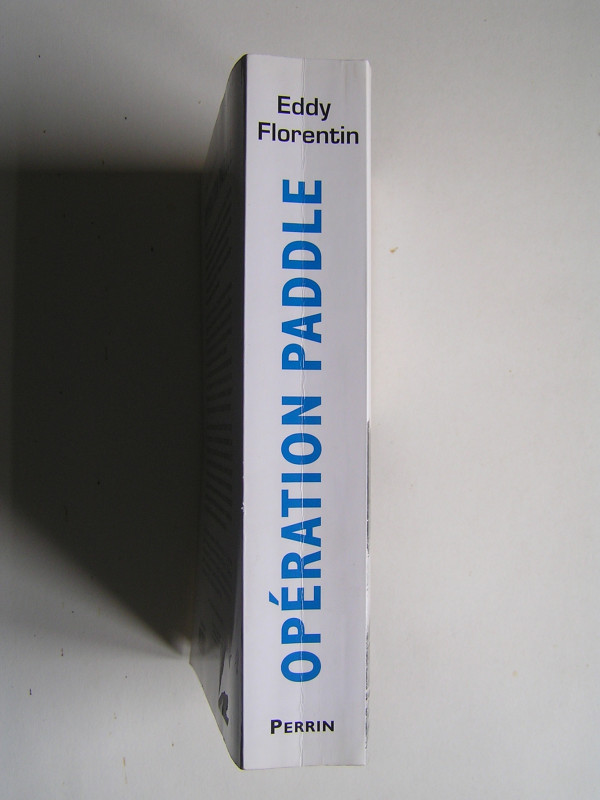 Eddy
Florentin
OPÉRATION PADDLE
PERRIN